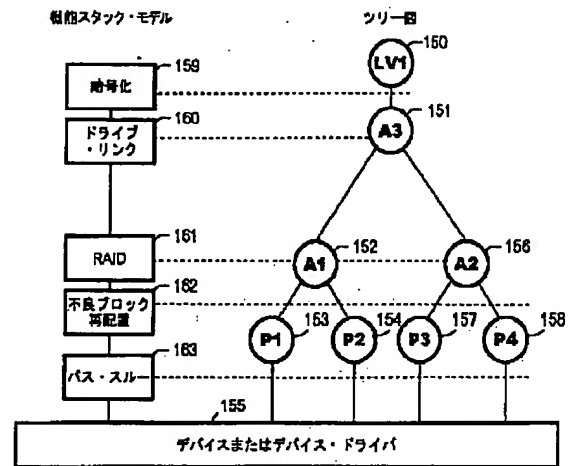 機能スタック・モデル
ツリー図
159
暗号化
160
ドライブ
・リンク
161
RAID
162
不良ブロック
再配置
163
パス・スルー
150
LV1
151
A3
152
A1
156
A2
153
P1
154
P2
157
P3
158
P4
155
デバイスまたはデバイス・ドライバ